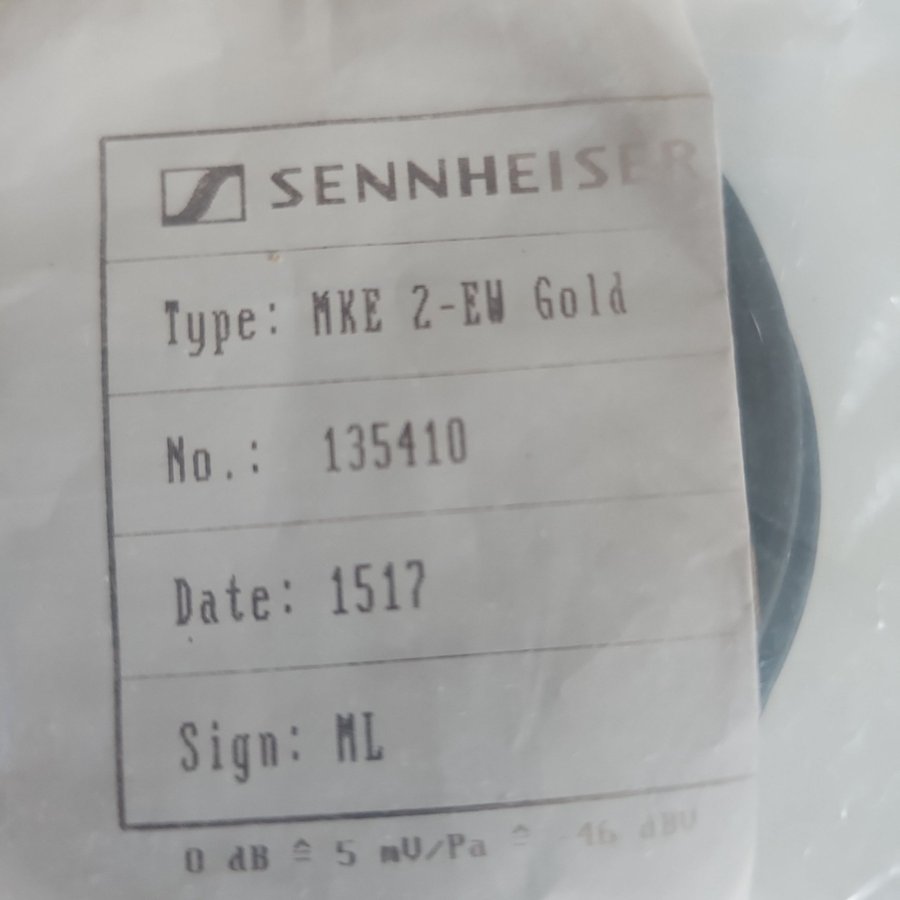 SENNHEISER
Type: MKE 2-EW Gold
No.: 135410
Date: 1517
Sign: ML
0 dB ≙ 5 mV/Pa ≙ -46 dBV